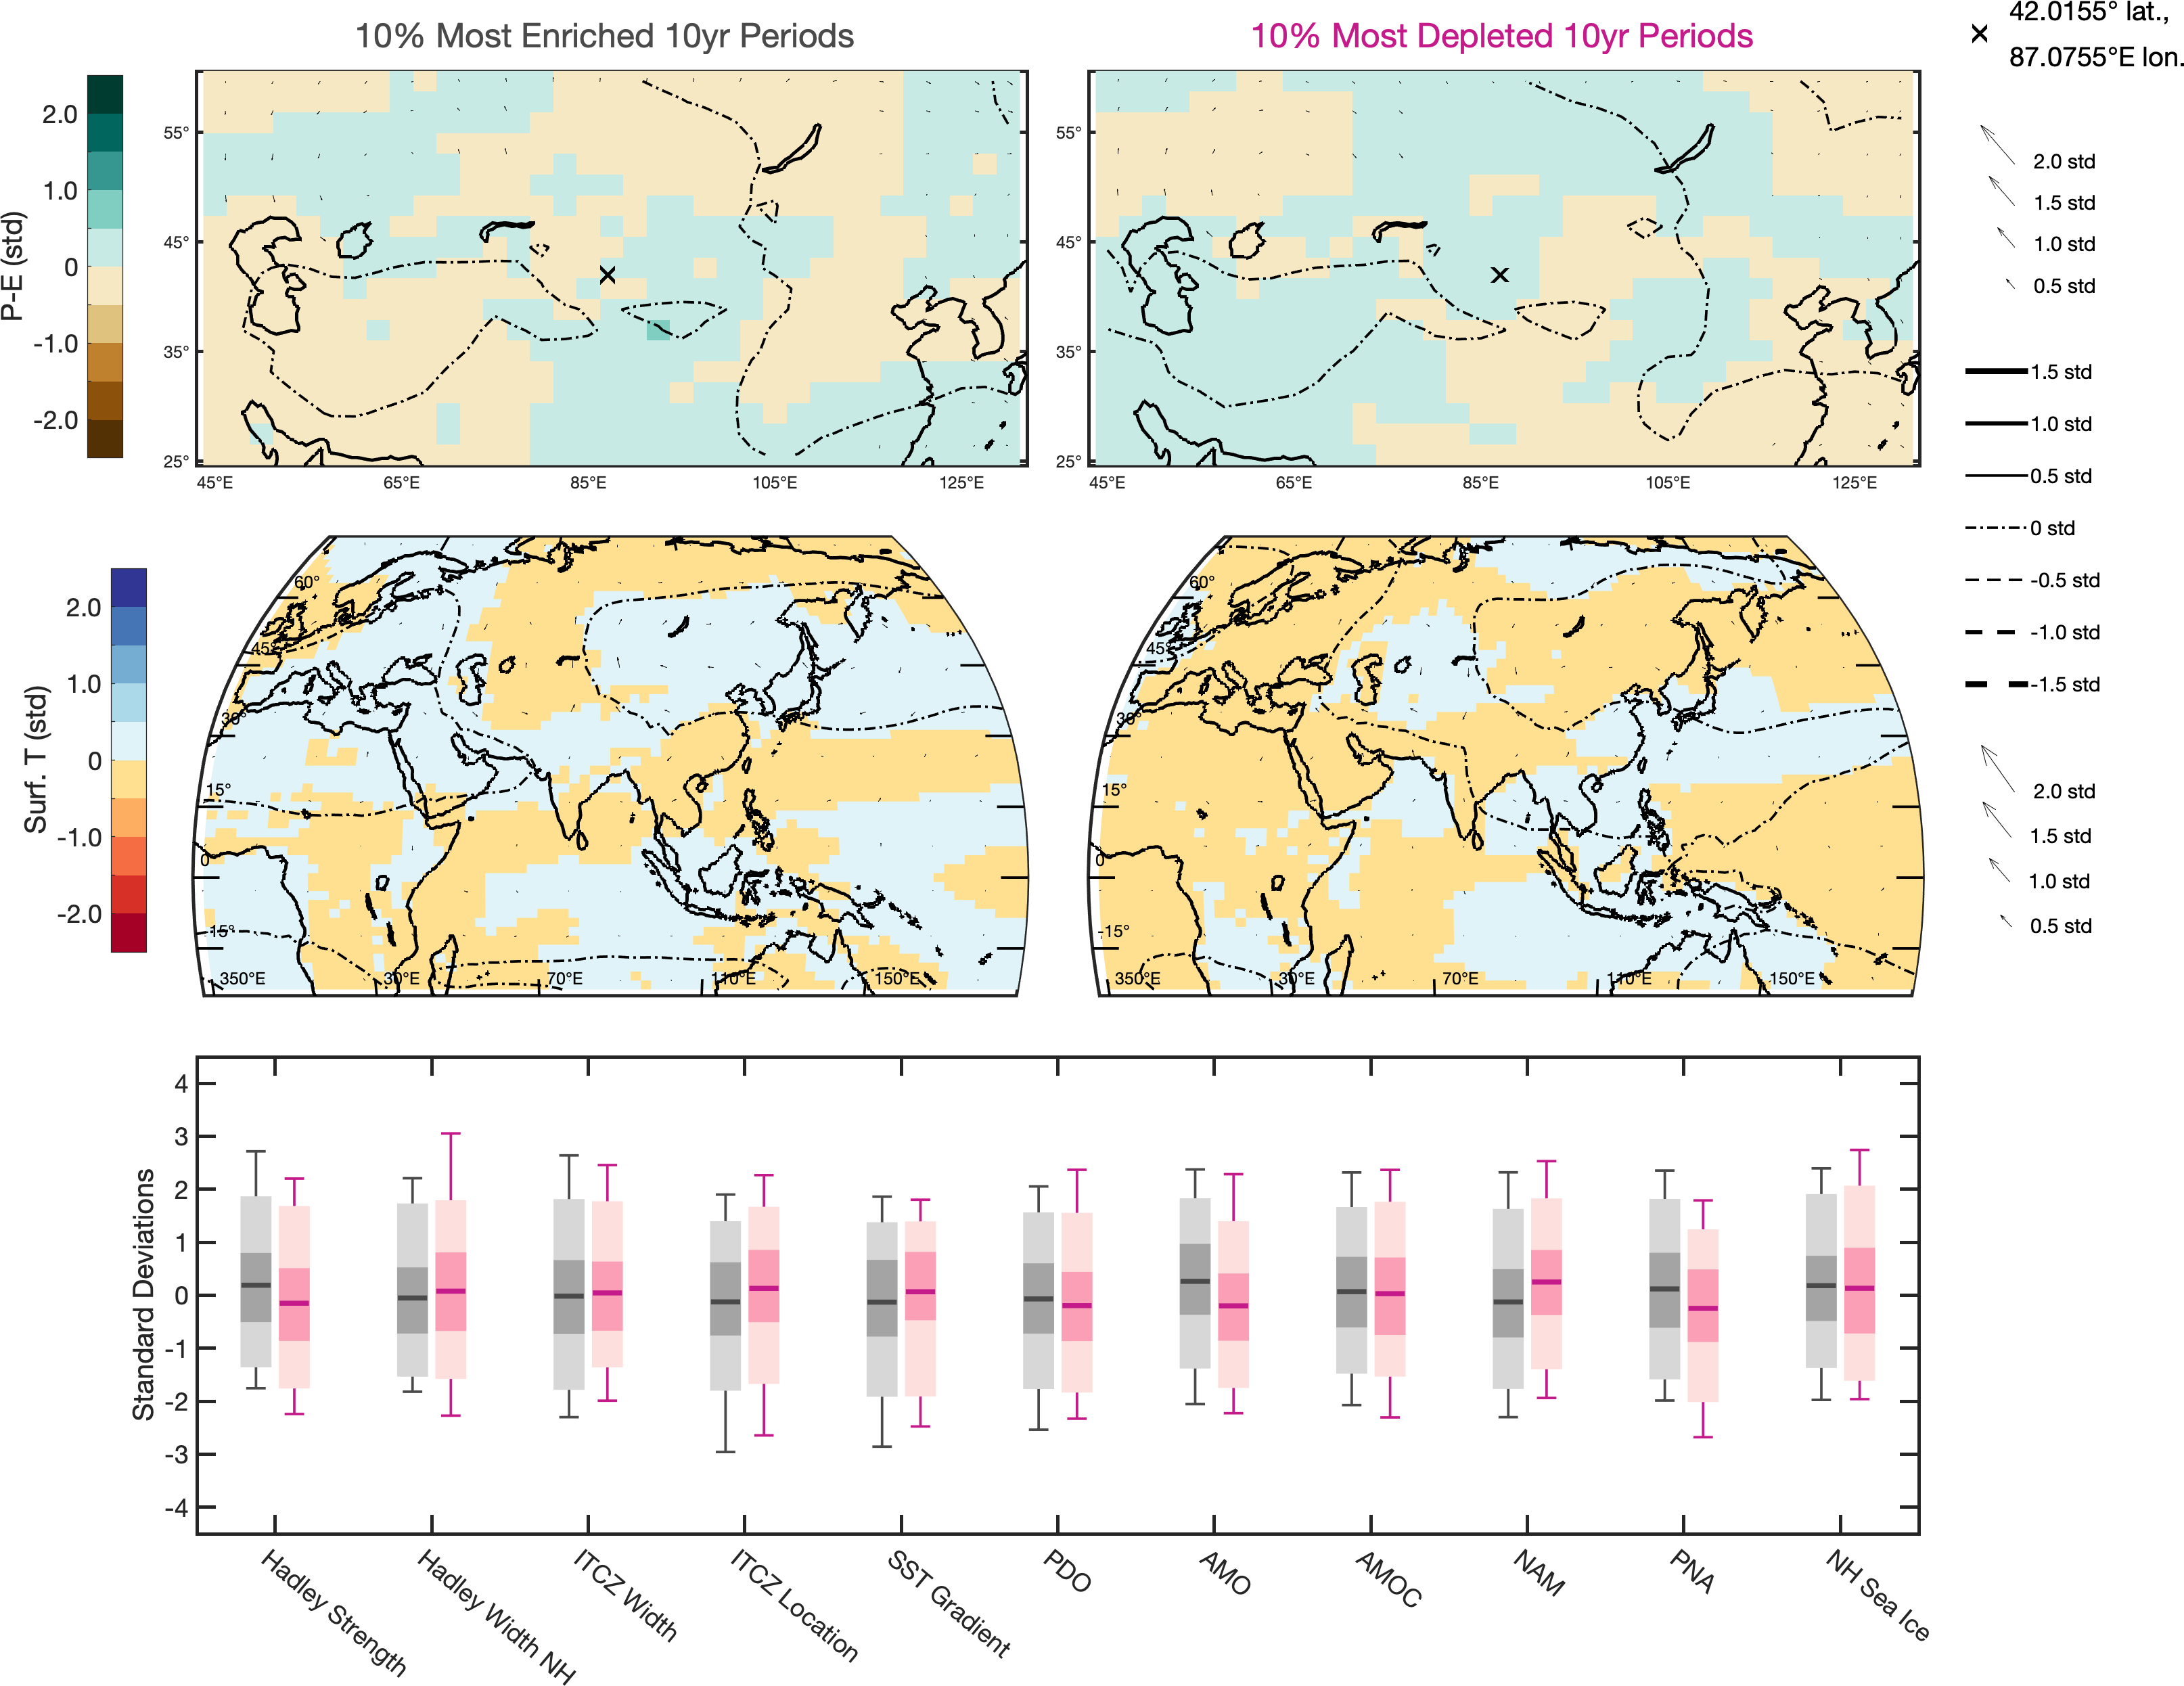 10% Most Enriched 10yr Periods
10% Most Depleted 10yr Periods
42.0155° lat.,
87.0755°E lon.
P-E (std)
2.0
1.0
0
-1.0
-2.0
55°
45°
35°
25°
45°E 65°E 85°E 105°E 125°E
55°
45°
35°
25°
45°E 65°E 85°E 105°E 125°E
2.0 std
1.5 std
1.0 std
0.5 std
1.5 std
1.0 std
0.5 std
0 std
-0.5 std
-1.0 std
-1.5 std
Surf. T (std)
2.0
1.0
0
-1.0
-2.0
60°
45°
30°
15°
0
-15°
350°E 30°E 70°E 110°E 150°E
60°
45°
30°
15°
0
-15°
350°E 30°E 70°E 110°E 150°E
2.0 std
1.5 std
1.0 std
0.5 std
Standard Deviations
4
3
2
1
0
-1
-2
-3
-4
Hadley Strength
Hadley Width NH
ITCZ Width
ITCZ Location
SST Gradient
PDO
AMO
AMOC
NAM
PNA
NH Sea Ice